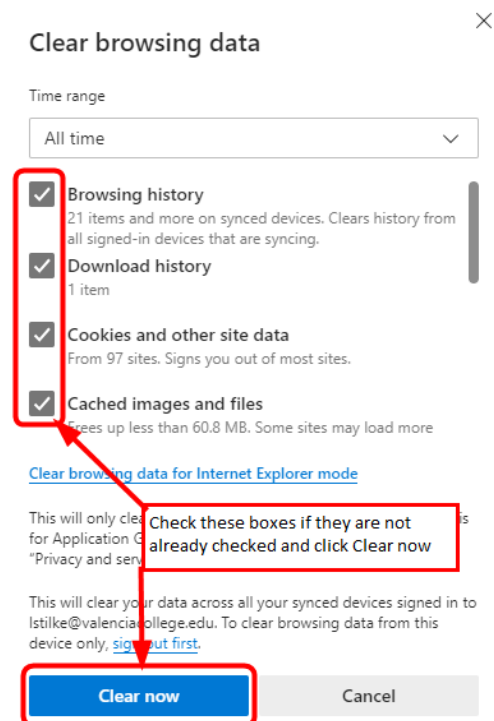 Clear browsing data
Time range
All time
Browsing history
21 items and more on synced devices. Clears history from
all signed-in devices that are syncing.
Download history
1 item
Cookies and other site data
From 97 sites. Signs you out of most sites.
Cached images and files
Frees up less than 60.8 MB. Some sites may load more
Clear browsing data for Internet Explorer mode
This will only
for Application
"Privacy and
Check these boxes if they are not
already checked and click Clear now
This will clear your data across all your synced devices signed in to
lstilke@valenciacollege.edu. To clear browsing data from this
device only, sign out first.
Clear now
Cancel